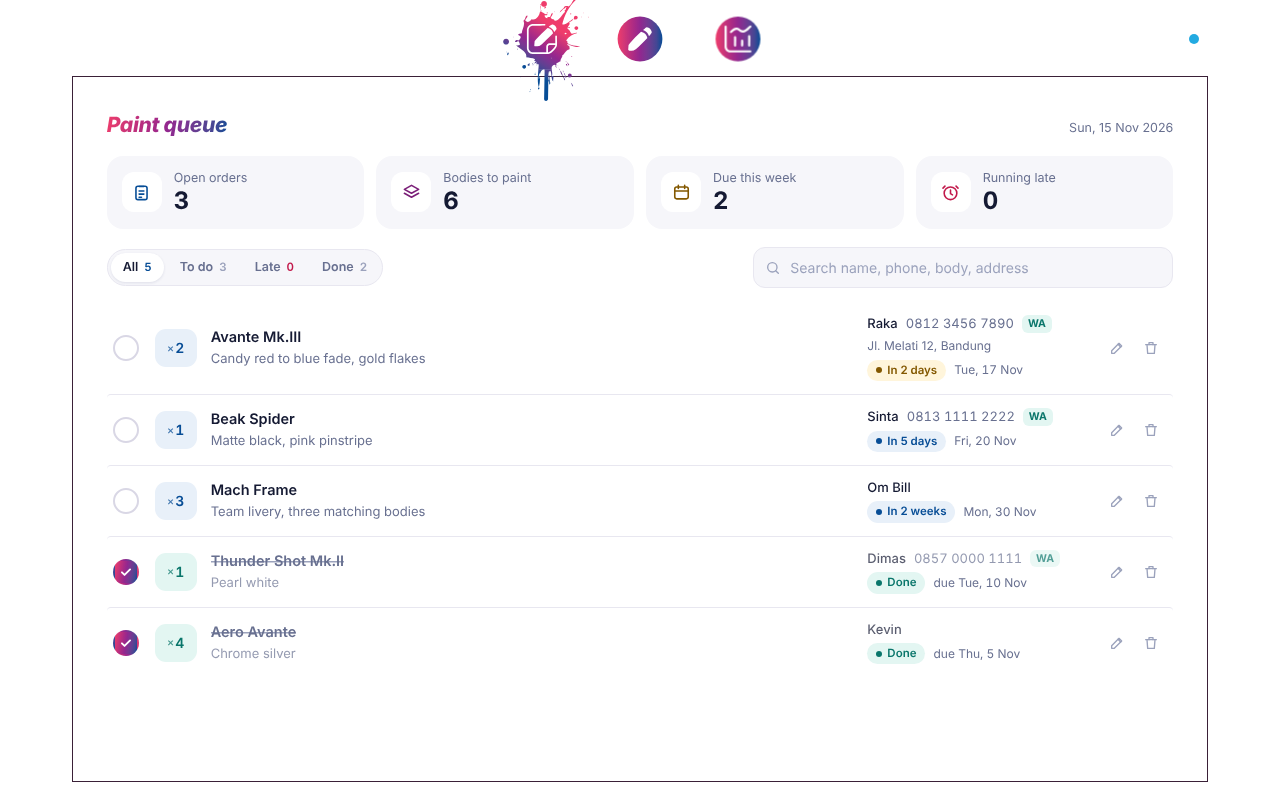 Paint queue
Sun, 15 Nov 2026
Open orders
3
Bodies to paint
6
Due this week
2
Running late
0
All 5 To do 3 Late 0 Done 2
Search name, phone, body, address
×2
Avante Mk.III
Candy red to blue fade, gold flakes
Raka 0812 3456 7890 WA
Jl. Melati 12, Bandung
In 2 days Tue, 17 Nov
×1
Beak Spider
Matte black, pink pinstripe
Sinta 0813 1111 2222 WA
In 5 days Fri, 20 Nov
×3
Mach Frame
Team livery, three matching bodies
Om Bill
In 2 weeks Mon, 30 Nov
×1
Thunder Shot Mk.II
Pearl white
Dimas 0857 0000 1111 WA
Done due Tue, 10 Nov
×4
Aero Avante
Chrome silver
Kevin
Done due Thu, 5 Nov